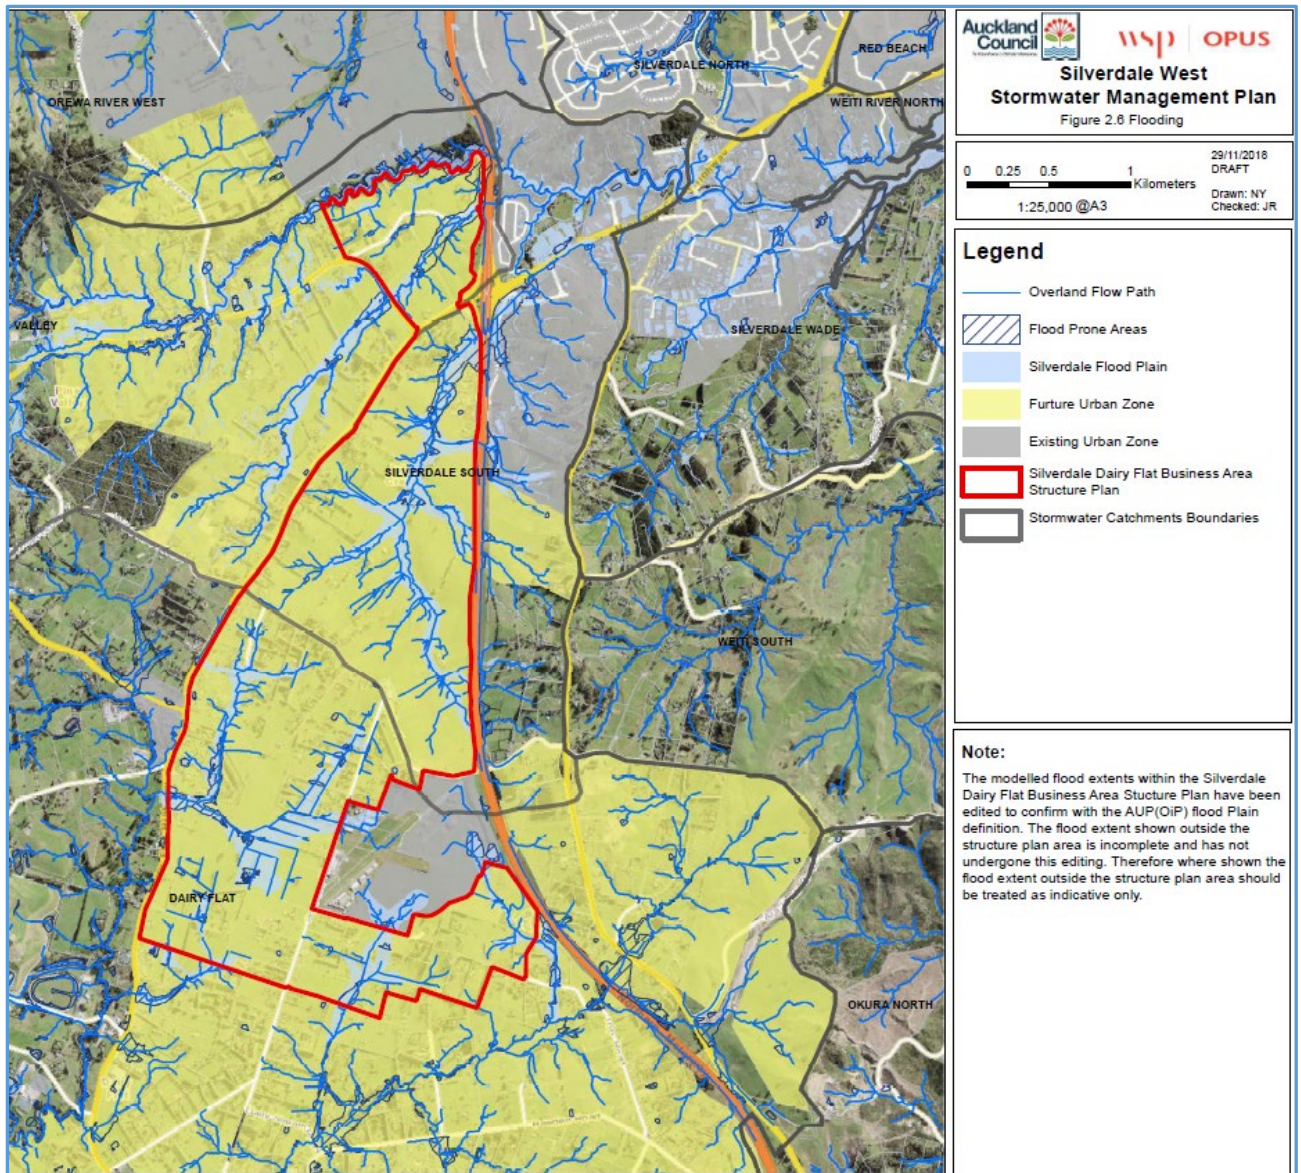 OREWA RIVER WEST
SILVERDALE NORTH
RED BEACH
WEITI RIVER NORTH
VALLEY
SILVERDALE WADE
SILVERDALE SOUTH
WEITI SOUTH
DAIRY FLAT
OKURA NORTH
Auckland
Council
wsp | OPUS
Silverdale West
Stormwater Management Plan
Figure 2.6 Flooding
0 0.25 0.5 1
Kilometers
1:25,000 @A3
29/11/2018
DRAFT
Drawn: NY
Checked: JR
Legend
Overland Flow Path
Flood Prone Areas
Silverdale Flood Plain
Furture Urban Zone
Existing Urban Zone
Silverdale Dairy Flat Business Area
Structure Plan
Stormwater Catchments Boundaries
Note:
The modelled flood extents within the Silverdale
Dairy Flat Business Area Stucture Plan have been
edited to confirm with the AUP(OiP) flood Plain
definition. The flood extent shown outside the
structure plan area is incomplete and has not
undergone this editing. Therefore where shown the
flood extent outside the structure plan area should
be treated as indicative only.